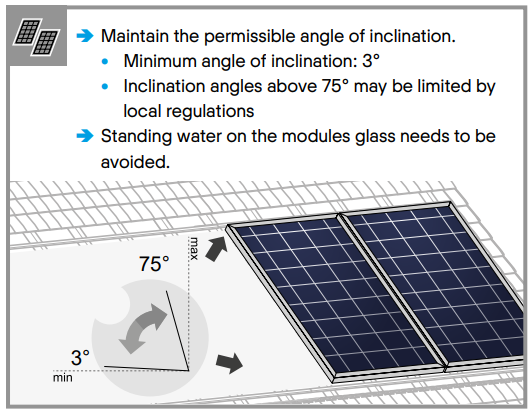 Maintain the permissible angle of inclination.
• Minimum angle of inclination: 3°
• Inclination angles above 75° may be limited by
local regulations
Standing water on the modules glass needs to be
avoided.
max
75°
3°
min